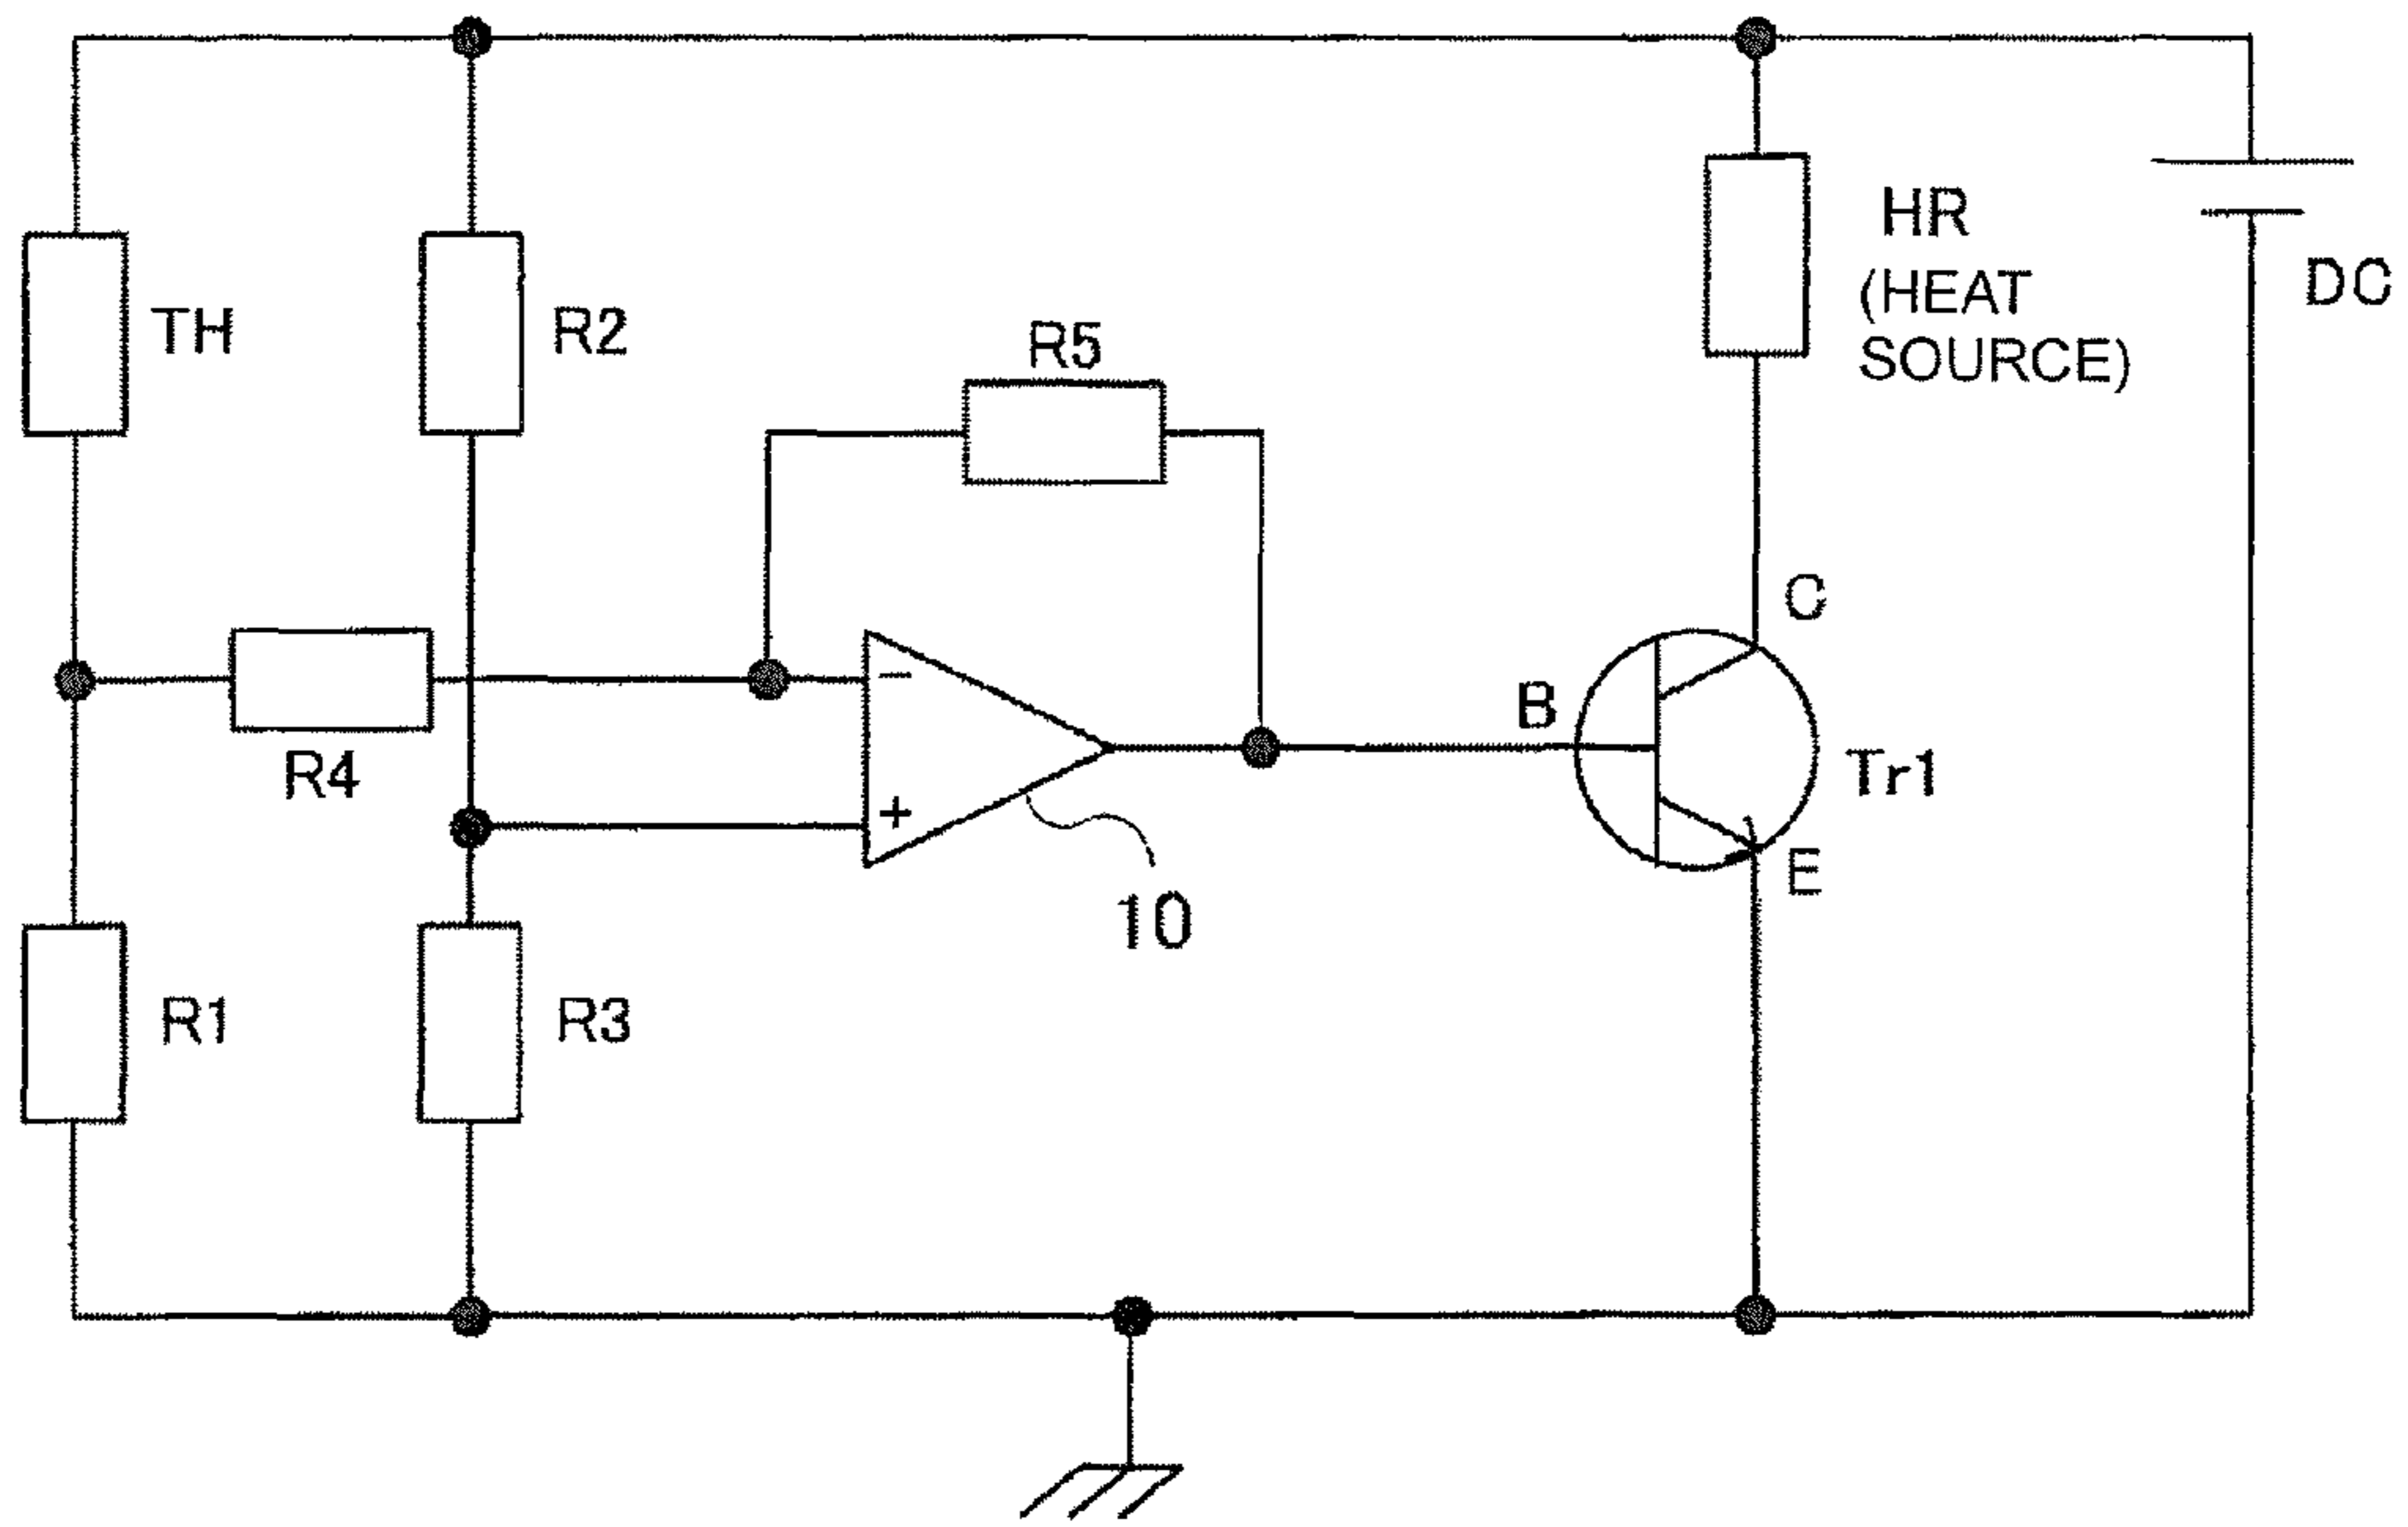 HR
(HEAT
SOURCE)
DC
TH
R2
R5
C
B
R4
Tr1
−
+
E
10
R1
R3